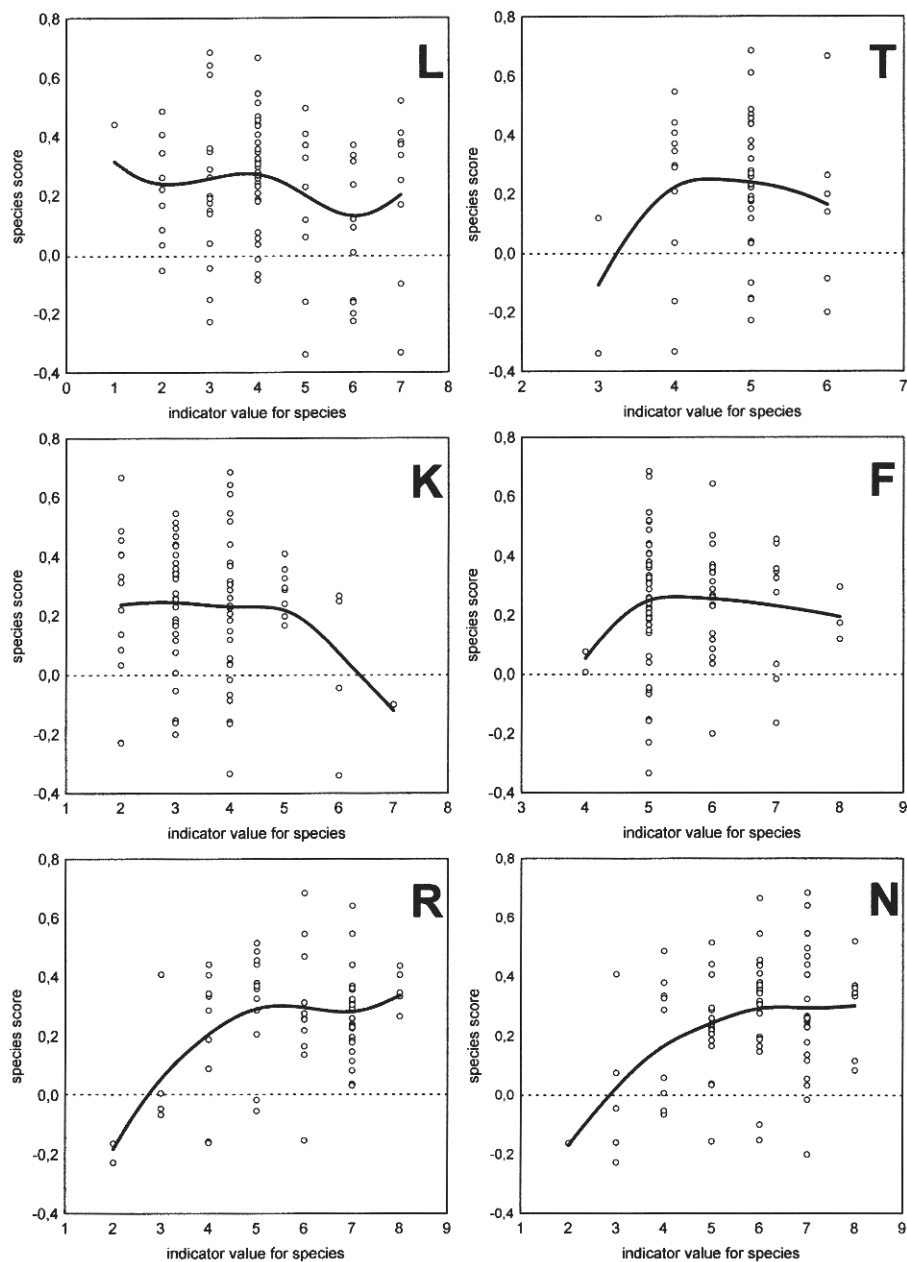 L
0,8
0,6
0,4
0,2
0,0
-0,2
-0,4
species score
0 1 2 3 4 5 6 7 8
indicator value for species
T
0,8
0,6
0,4
0,2
0,0
-0,2
-0,4
species score
2 3 4 5 6 7
indicator value for species
K
0,8
0,6
0,4
0,2
0,0
-0,2
-0,4
species score
1 2 3 4 5 6 7 8
indicator value for species
F
0,8
0,6
0,4
0,2
0,0
-0,2
-0,4
species score
3 4 5 6 7 8 9
indicator value for species
R
0,8
0,6
0,4
0,2
0,0
-0,2
-0,4
species score
1 2 3 4 5 6 7 8 9
indicator value for species
N
0,8
0,6
0,4
0,2
0,0
-0,2
-0,4
species score
1 2 3 4 5 6 7 8 9
indicator value for species